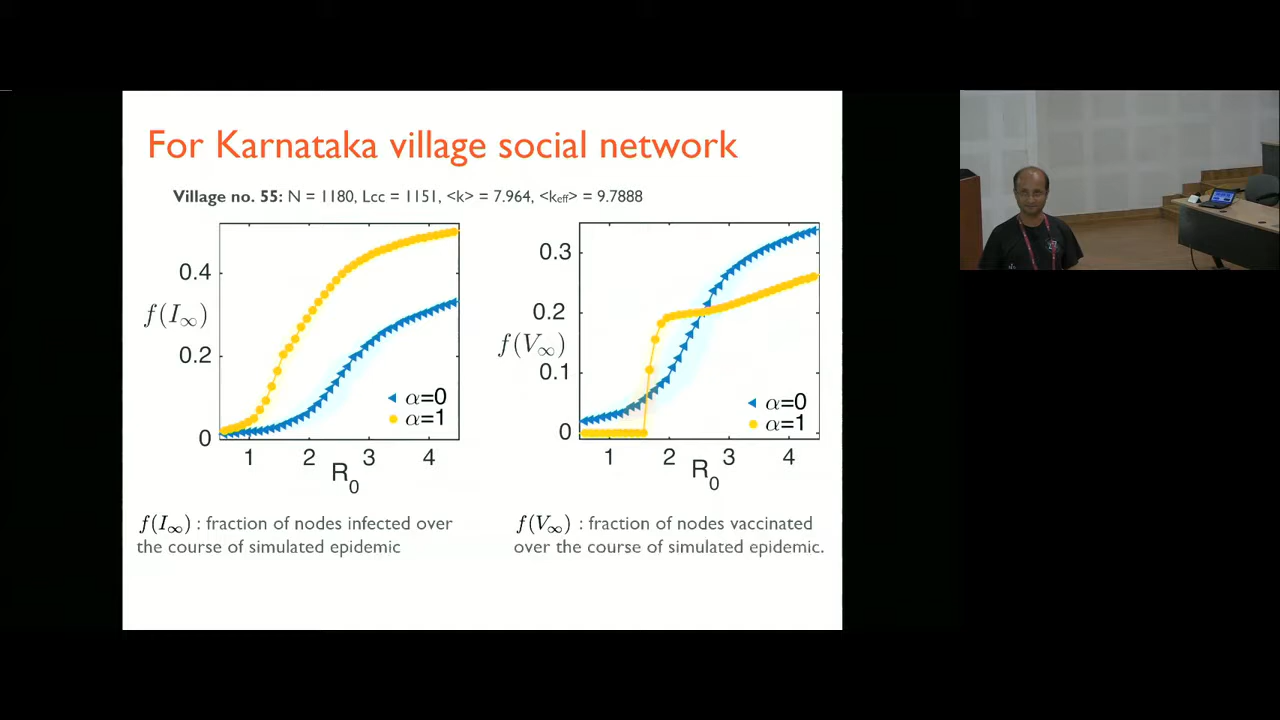 For Karnataka village social network
Village no. 55: N = 1180, Lcc = 1151, <k> = 7.964, <keff> = 9.7888
0.4
0.2
0
f(I∞)
1 2 3 4
R0
α=0
α=1
0.3
0.2
0.1
0
f(V∞)
1 2 3 4
R0
α=0
α=1
f(I∞) : fraction of nodes infected over
the course of simulated epidemic
f(V∞) : fraction of nodes vaccinated
over the course of simulated epidemic.